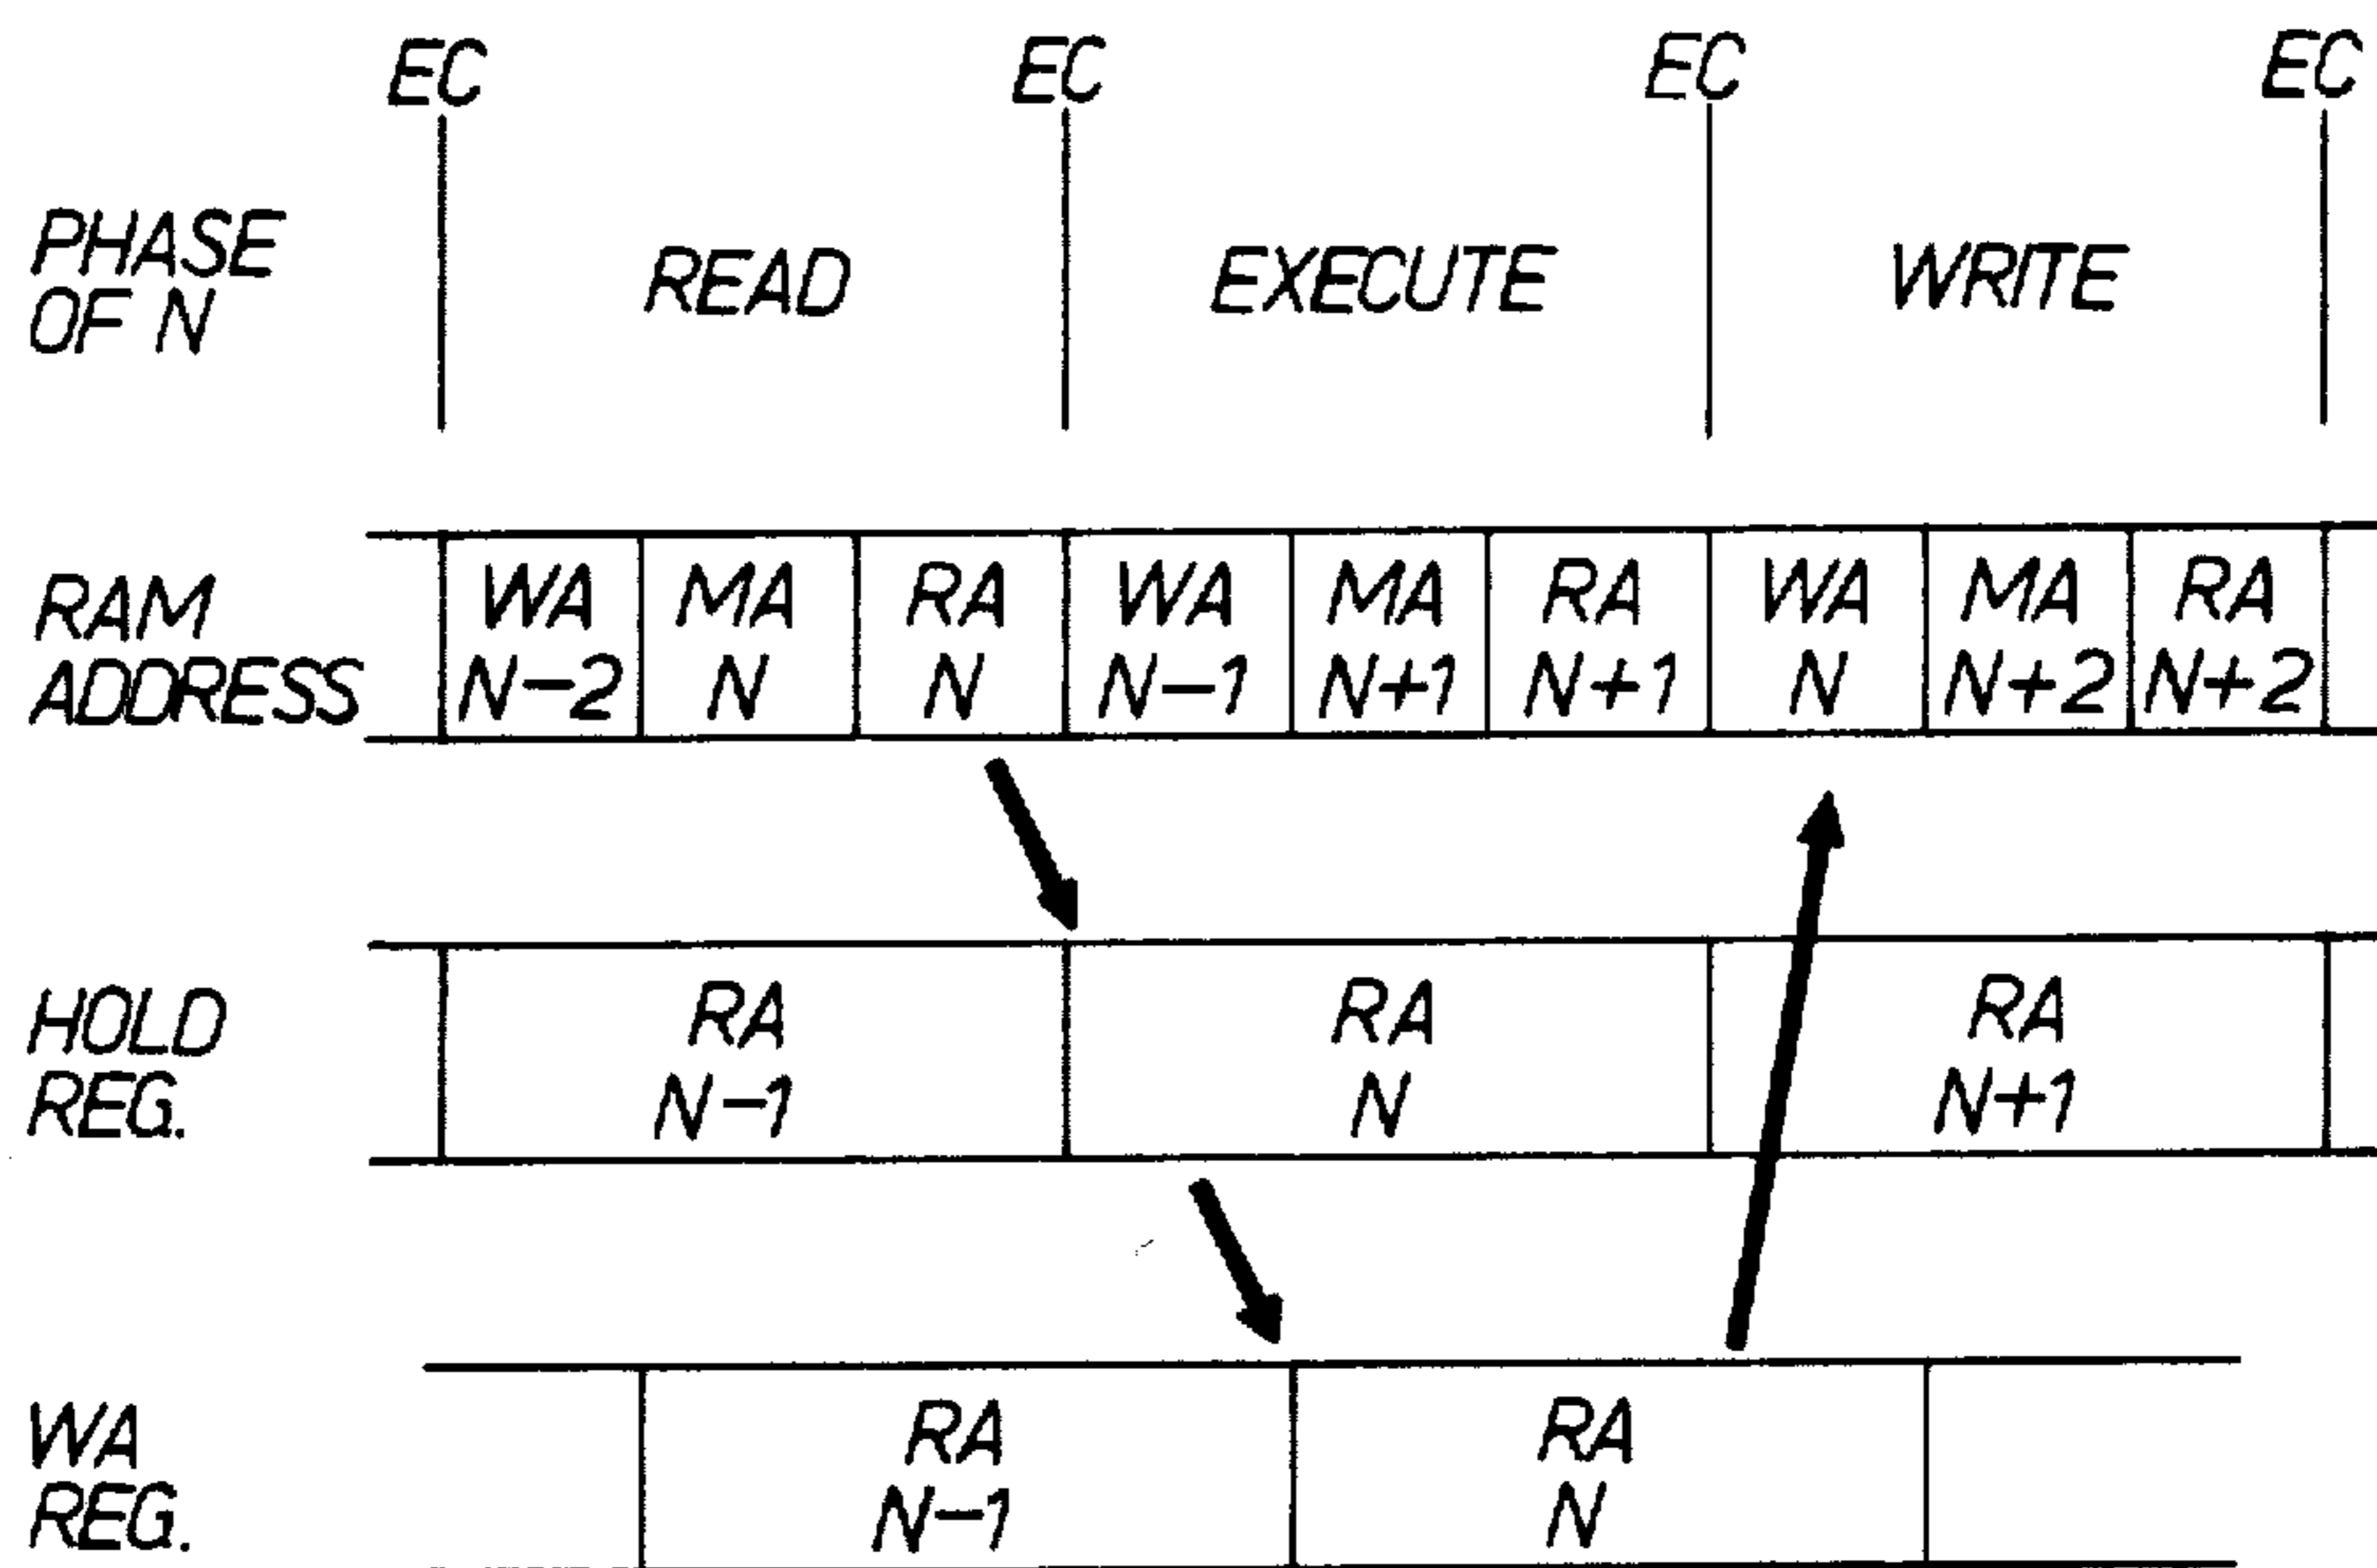 EC EC EC EC
PHASE
OF N
READ EXECUTE WRITE
RAM
ADDRESS
WA MA RA WA MA RA WA MA RA
N-2 N N N-1 N+1 N+1 N N+2 N+2
HOLD
REG.
RA RA RA
N-1 N N+1
WA
REG.
RA RA
N-1 N